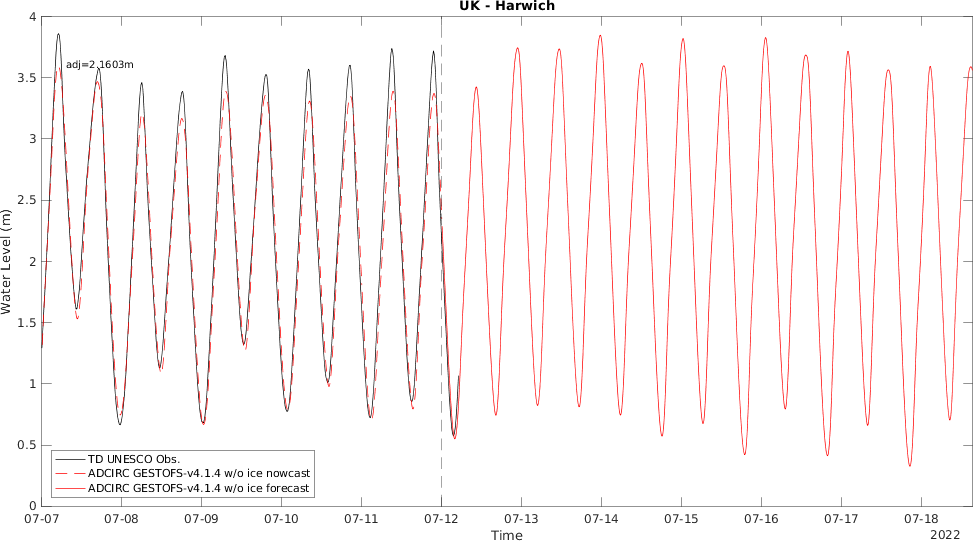 UK - Harwich
4
3.5
3
2.5
2
1.5
1
0.5
0
Water Level (m)
adj=2.1603m
TD UNESCO Obs.
ADCIRC GESTOFS-v4.1.4 w/o ice nowcast
ADCIRC GESTOFS-v4.1.4 w/o ice forecast
07-07 07-08 07-09 07-10 07-11 07-12 07-13 07-14 07-15 07-16 07-17 07-18
Time
2022